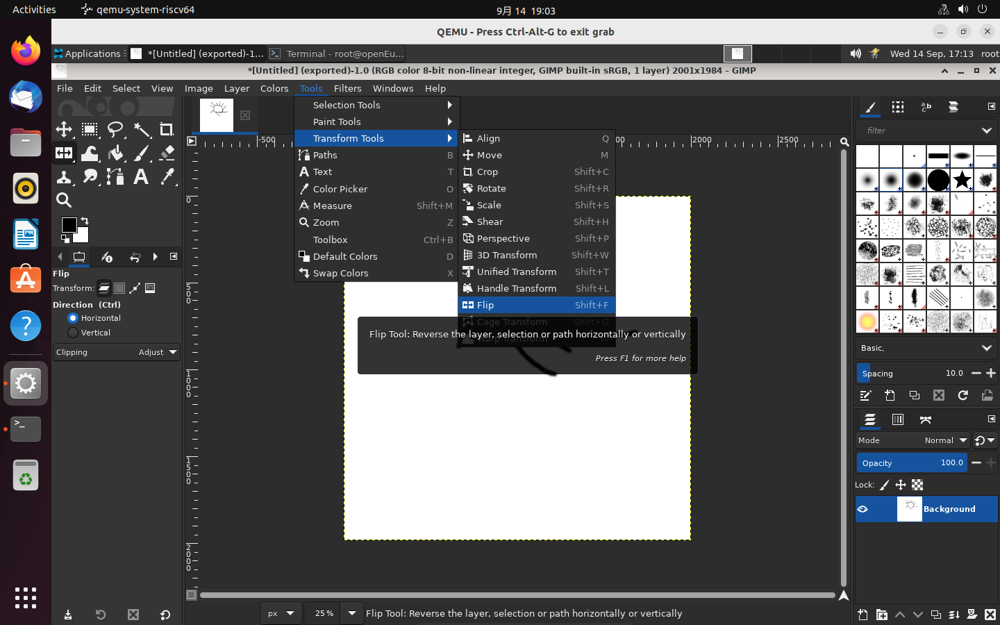 Activities
qemu-system-riscv64
9月 14 19:03
QEMU - Press Ctrl-Alt-G to exit grab
Applications
*[Untitled] (exported)-1...
Terminal - root@openEu...
Wed 14 Sep, 17:13
root
*[Untitled] (exported)-1.0 (RGB color 8-bit non-linear integer, GIMP built-in sRGB, 1 layer) 2001x1984 – GIMP
File Edit Select View Image Layer Colors Tools Filters Windows Help
Selection Tools
Paint Tools
Transform Tools
Paths B
Text T
Color Picker O
Measure Shift+M
Zoom Z
Toolbox Ctrl+B
Default Colors D
Swap Colors X
Align Q
Move M
Crop Shift+C
Rotate Shift+R
Scale Shift+S
Shear Shift+H
Perspective Shift+P
3D Transform Shift+W
Unified Transform Shift+T
Handle Transform Shift+L
Flip Shift+F
Cage Transform Shift+G
Warp Transform W
Flip Tool: Reverse the layer, selection or path horizontally or vertically
Press F1 for more help
-500
2000
2500
0
500
1000
1500
2000
Flip
Transform:
Direction (Ctrl)
Horizontal
Vertical
Clipping Adjust
filter
Basic,
Spacing 10.0
Mode Normal
Opacity 100.0
Lock:
Background
px
25 %
Flip Tool: Reverse the layer, selection or path horizontally or vertically